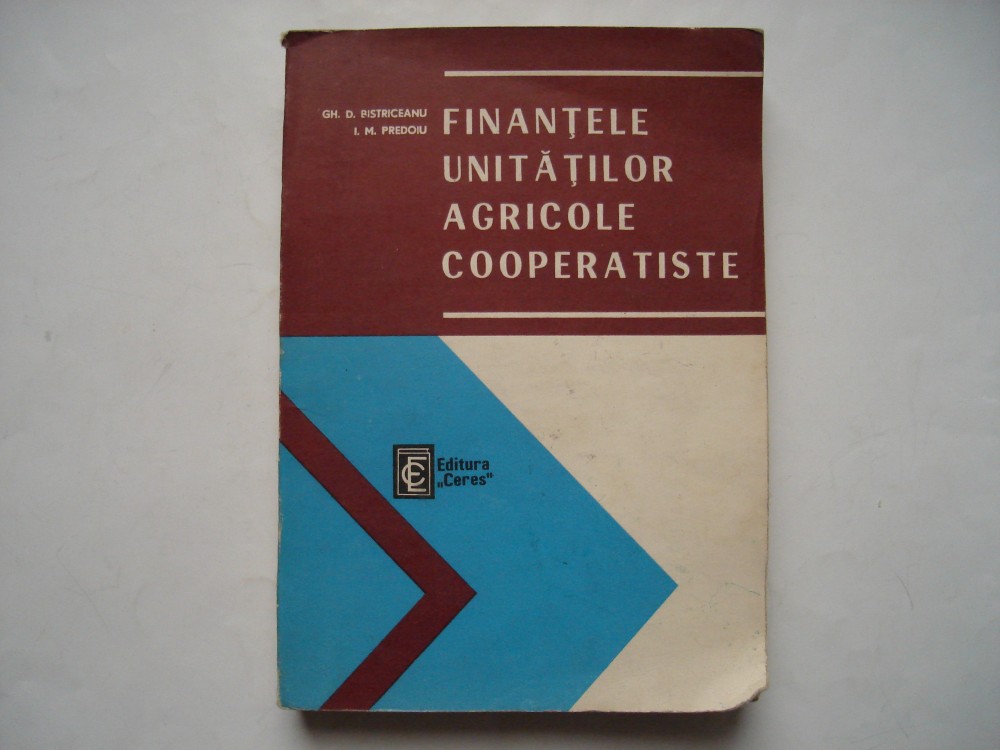 GH. D. BISTRICEANU
I. M. PREDOIU
FINANȚELE
UNITĂȚILOR
AGRICOLE
COOPERATISTE
Editura
„Ceres"